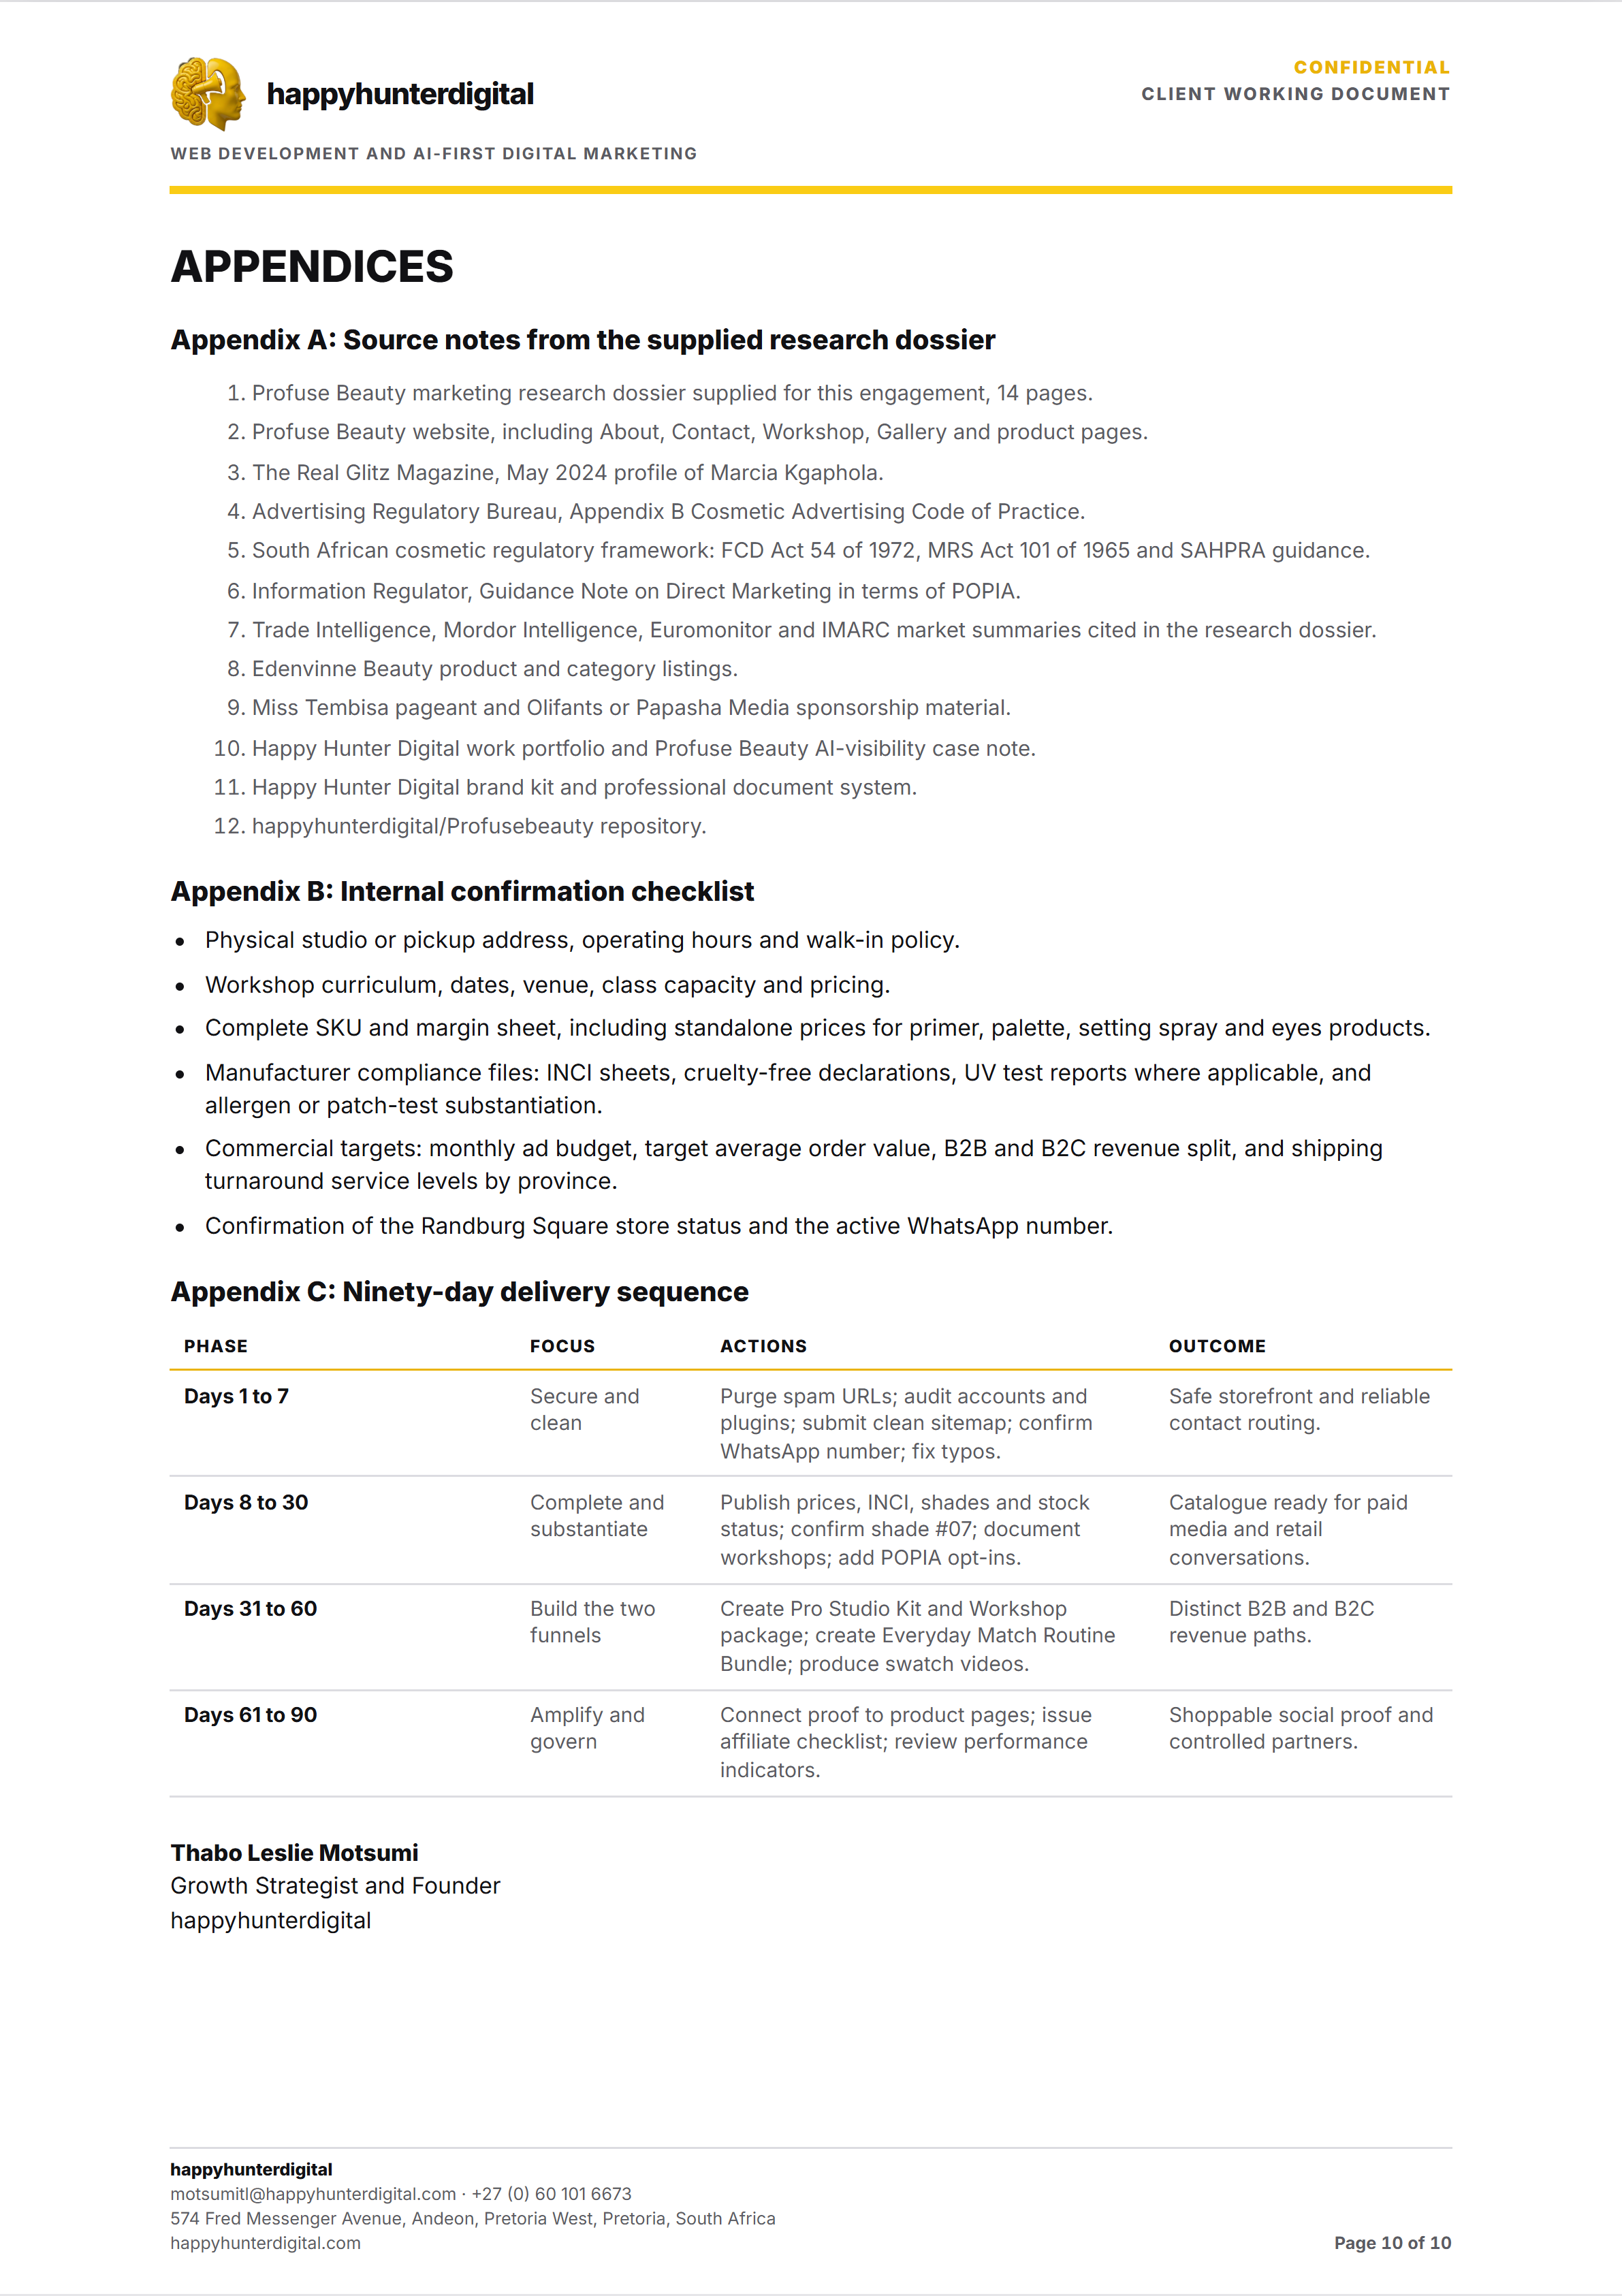 happyhunterdigital
CONFIDENTIAL
CLIENT WORKING DOCUMENT
WEB DEVELOPMENT AND AI-FIRST DIGITAL MARKETING
APPENDICES
Appendix A: Source notes from the supplied research dossier
1. Profuse Beauty marketing research dossier supplied for this engagement, 14 pages.
2. Profuse Beauty website, including About, Contact, Workshop, Gallery and product pages.
3. The Real Glitz Magazine, May 2024 profile of Marcia Kgaphola.
4. Advertising Regulatory Bureau, Appendix B Cosmetic Advertising Code of Practice.
5. South African cosmetic regulatory framework: FCD Act 54 of 1972, MRS Act 101 of 1965 and SAHPRA guidance.
6. Information Regulator, Guidance Note on Direct Marketing in terms of POPIA.
7. Trade Intelligence, Mordor Intelligence, Euromonitor and IMARC market summaries cited in the research dossier.
8. Edenvinne Beauty product and category listings.
9. Miss Tembisa pageant and Olifants or Papasha Media sponsorship material.
10. Happy Hunter Digital work portfolio and Profuse Beauty AI-visibility case note.
11. Happy Hunter Digital brand kit and professional document system.
12. happyhunterdigital/Profusebeauty repository.
Appendix B: Internal confirmation checklist
• Physical studio or pickup address, operating hours and walk-in policy.
• Workshop curriculum, dates, venue, class capacity and pricing.
• Complete SKU and margin sheet, including standalone prices for primer, palette, setting spray and eyes products.
• Manufacturer compliance files: INCI sheets, cruelty-free declarations, UV test reports where applicable, and
allergen or patch-test substantiation.
• Commercial targets: monthly ad budget, target average order value, B2B and B2C revenue split, and shipping
turnaround service levels by province.
• Confirmation of the Randburg Square store status and the active WhatsApp number.
Appendix C: Ninety-day delivery sequence
PHASE FOCUS ACTIONS OUTCOME
Days 1 to 7 Secure and Purge spam URLs; audit accounts and Safe storefront and reliable
clean plugins; submit clean sitemap; confirm contact routing.
WhatsApp number; fix typos.
Days 8 to 30 Complete and Publish prices, INCI, shades and stock Catalogue ready for paid
substantiate status; confirm shade #07; document media and retail
workshops; add POPIA opt-ins. conversations.
Days 31 to 60 Build the two Create Pro Studio Kit and Workshop Distinct B2B and B2C
funnels package; create Everyday Match Routine revenue paths.
Bundle; produce swatch videos.
Days 61 to 90 Amplify and Connect proof to product pages; issue Shoppable social proof and
govern affiliate checklist; review performance controlled partners.
indicators.
Thabo Leslie Motsumi
Growth Strategist and Founder
happyhunterdigital
happyhunterdigital
motsumitl@happyhunterdigital.com · +27 (0) 60 101 6673
574 Fred Messenger Avenue, Andeon, Pretoria West, Pretoria, South Africa
happyhunterdigital.com
Page 10 of 10